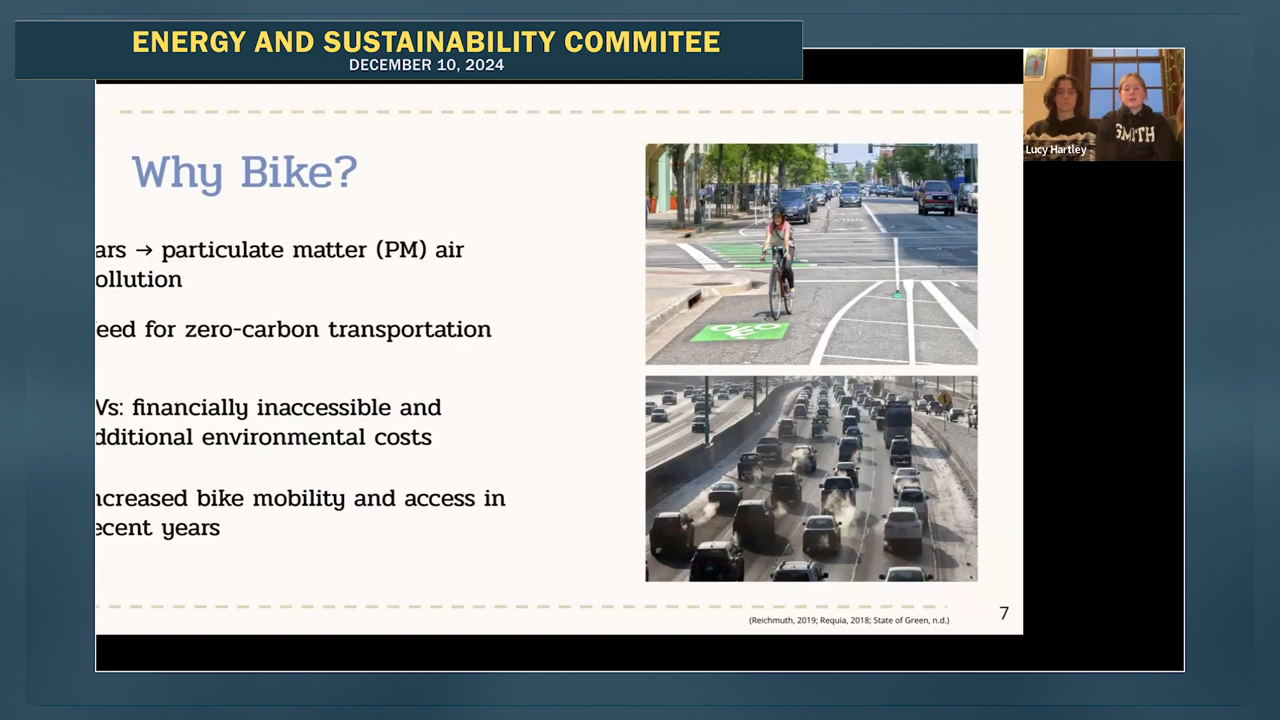 ENERGY AND SUSTAINABILITY COMMITEE
DECEMBER 10, 2024
Why Bike?
ars → particulate matter (PM) air
ollution
eed for zero-carbon transportation
Vs: financially inaccessible and
dditional environmental costs
ncreased bike mobility and access in
ecent years
(Reichmuth, 2019; Requia, 2018; State of Green, n.d.)
7
SMITH
Lucy Hartley